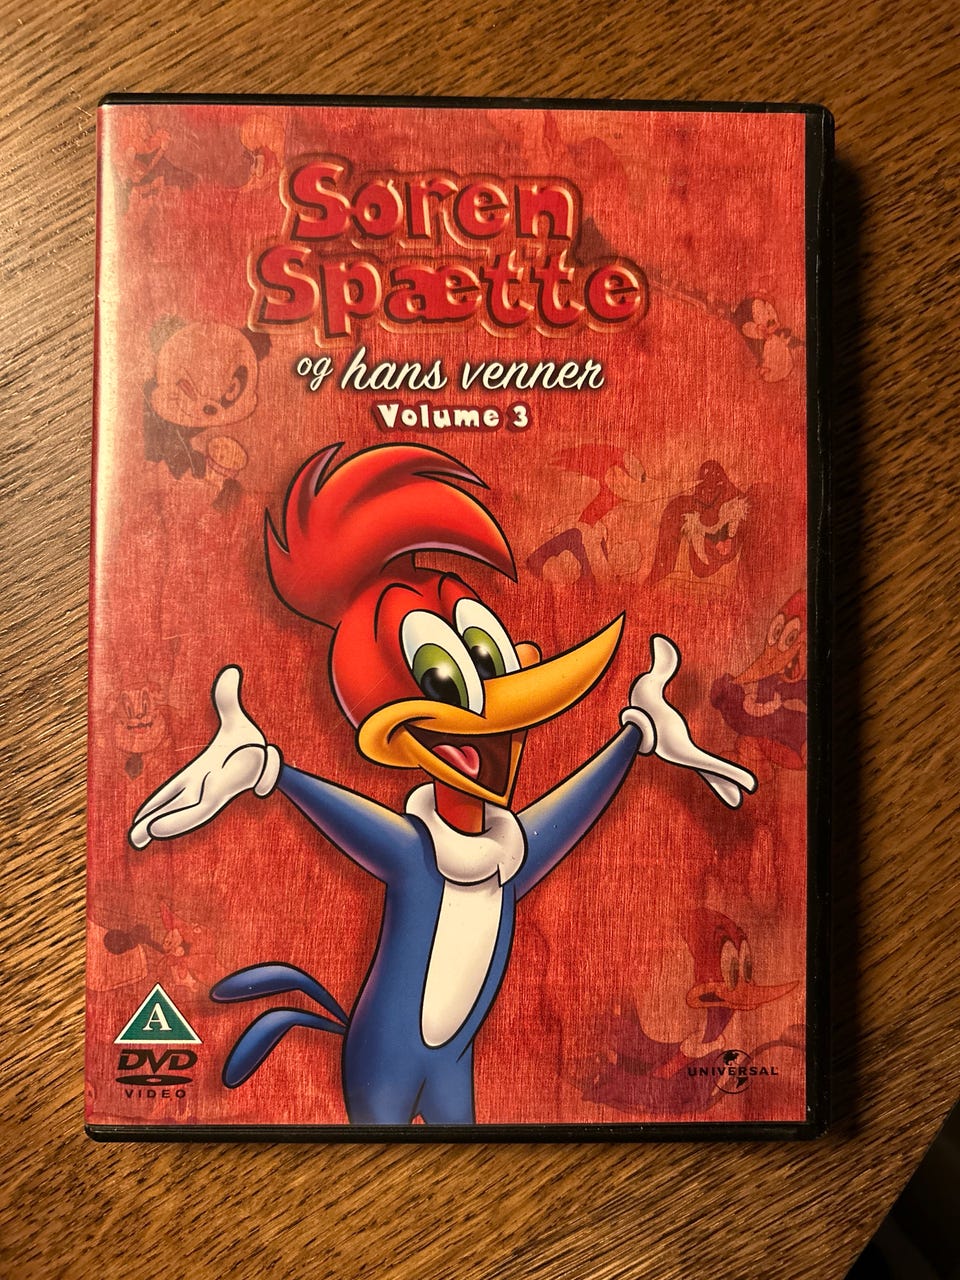 Søren
Spætte
og hans venner
Volume 3
A
DVD
VIDEO
UNIVERSAL